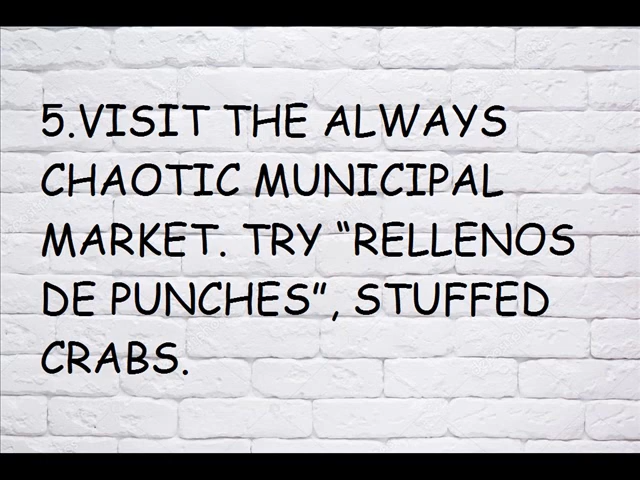 5.VISIT THE ALWAYS
CHAOTIC MUNICIPAL
MARKET. TRY “RELLENOS
DE PUNCHES”, STUFFED
CRABS.